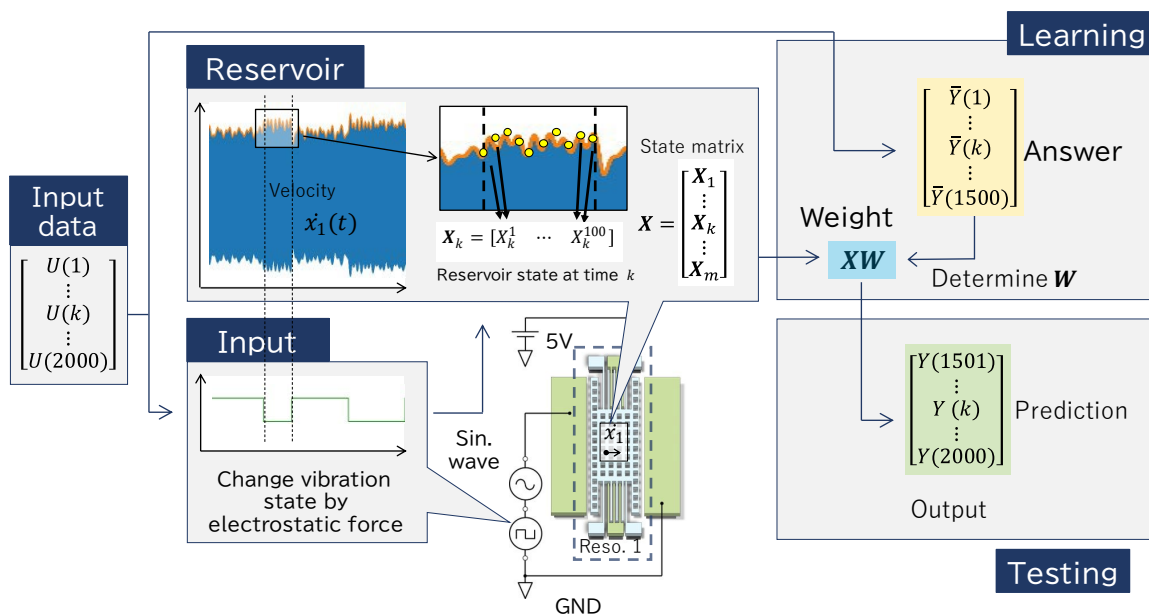 Learning
Reservoir
Velocity
ẋ₁(t)
State matrix
X = [X₁ ⋮ X_k ⋮ X_m]
X_k = [X_k^1 ⋯ X_k^100]
Reservoir state at time k
Ȳ(1)
⋮
Ȳ(k)
⋮
Ȳ(1500)
Answer
Weight
XW
Determine W
Input
data
U(1)
⋮
U(k)
⋮
U(2000)
Input
Change vibration
state by
electrostatic force
5V
Sin.
wave
ẋ₁
Reso. 1
GND
Y(1501)
⋮
Y(k)
⋮
Y(2000)
Prediction
Output
Testing